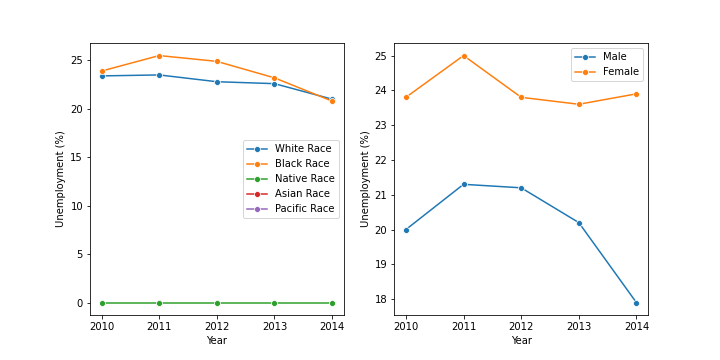 25
20
15
10
5
0
Unemployment (%)
White Race
Black Race
Native Race
Asian Race
Pacific Race
2010 2011 2012 2013 2014
Year
25
24
23
22
21
20
19
18
Unemployment (%)
Male
Female
2010 2011 2012 2013 2014
Year